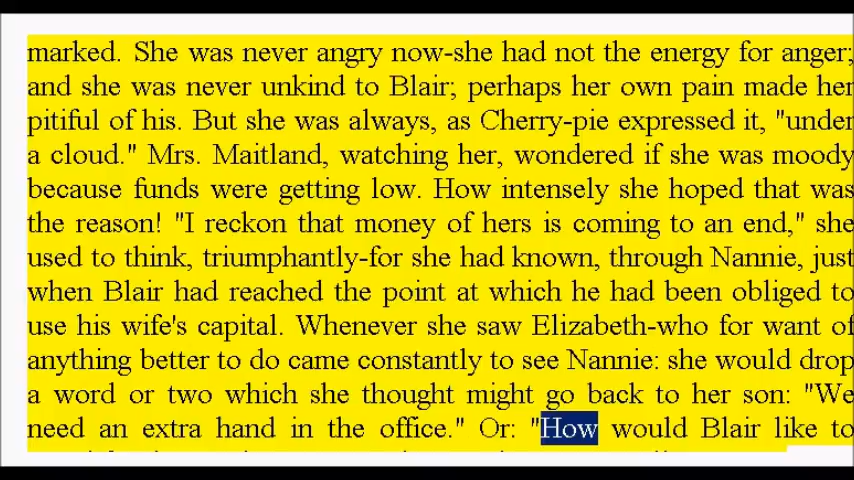 marked. She was never angry now-she had not the energy for anger;
and she was never unkind to Blair; perhaps her own pain made her
pitiful of his. But she was always, as Cherry-pie expressed it, "under
a cloud." Mrs. Maitland, watching her, wondered if she was moody
because funds were getting low. How intensely she hoped that was
the reason! "I reckon that money of hers is coming to an end," she
used to think, triumphantly-for she had known, through Nannie, just
when Blair had reached the point at which he had been obliged to
use his wife's capital. Whenever she saw Elizabeth-who for want of
anything better to do came constantly to see Nannie: she would drop
a word or two which she thought might go back to her son: "We
need an extra hand in the office." Or: "How would Blair like to